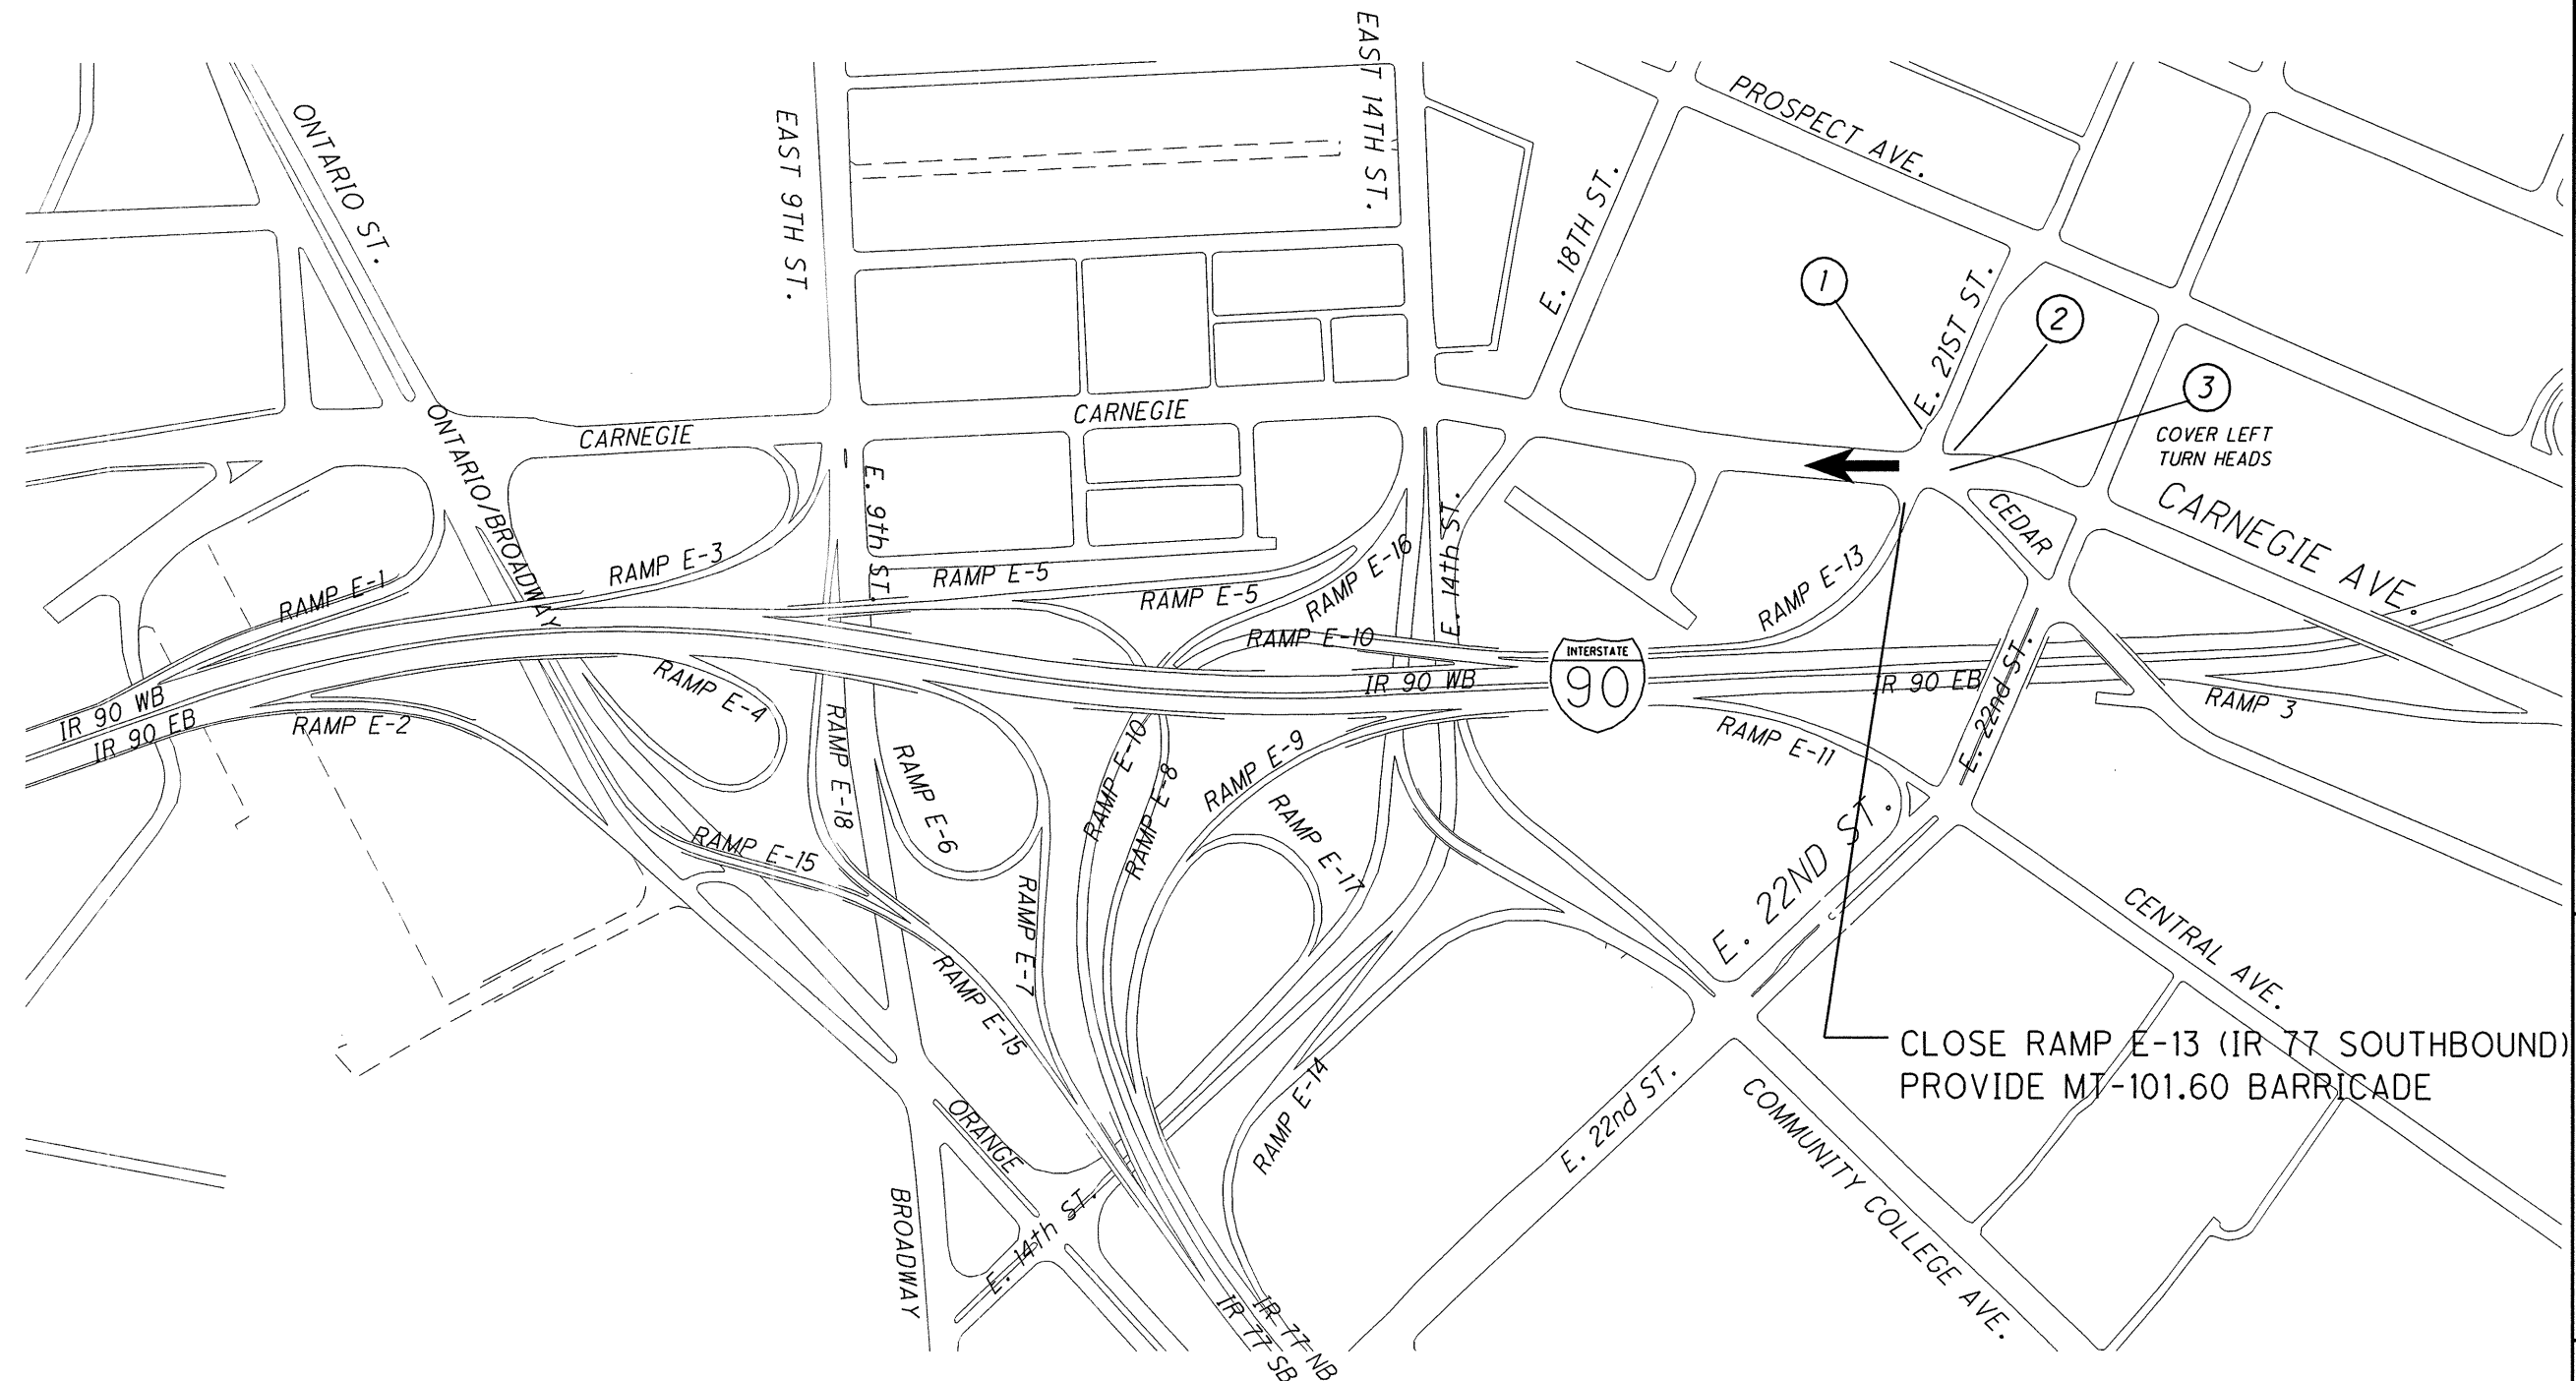 EAST 14TH ST.
ONTARIO ST.
EAST 9TH ST.
PROSPECT AVE.
E. 18TH ST.
1
2
E. 21ST ST.
3
COVER LEFT
TURN HEADS
CARNEGIE
CARNEGIE
ONTARIO/BROADWAY
E. 9th ST.
E. 14th ST.
CEDAR
CARNEGIE AVE.
RAMP E-1
RAMP E-3
RAMP E-5
RAMP E-5
RAMP E-16
RAMP E-13
RAMP E-10
INTERSTATE
90
IR 90 WB
IR 90 EB
RAMP E-2
RAMP E-4
IR 90 WB
IR 90 EB
E. 22nd ST.
RAMP 3
RAMP E-18
RAMP E-6
RAMP E-10
RAMP E-8
RAMP E-9
RAMP E-11
RAMP E-17
RAMP E-15
E. 22ND ST.
RAMP E-7
RAMP E-15
CENTRAL AVE.
CLOSE RAMP E-13 (IR 77 SOUTHBOUND)
PROVIDE MT-101.60 BARRICADE
RAMP E-14
E. 22nd ST.
COMMUNITY COLLEGE AVE.
ORANGE
E. 14th ST.
BROADWAY
IR 77 SB
IR 77 NB